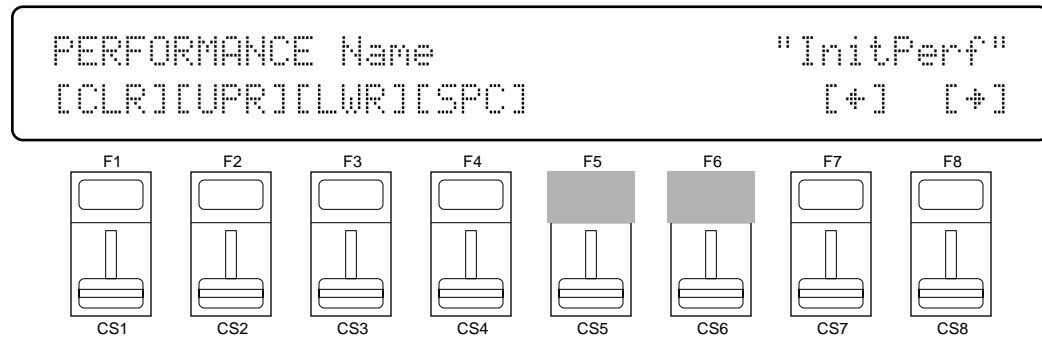 PERFORMANCE Name "InitPerf"
[CLR][UPR][LWR][SPC] [←] [→]
F1 F2 F3 F4 F5 F6 F7 F8
CS1 CS2 CS3 CS4 CS5 CS6 CS7 CS8